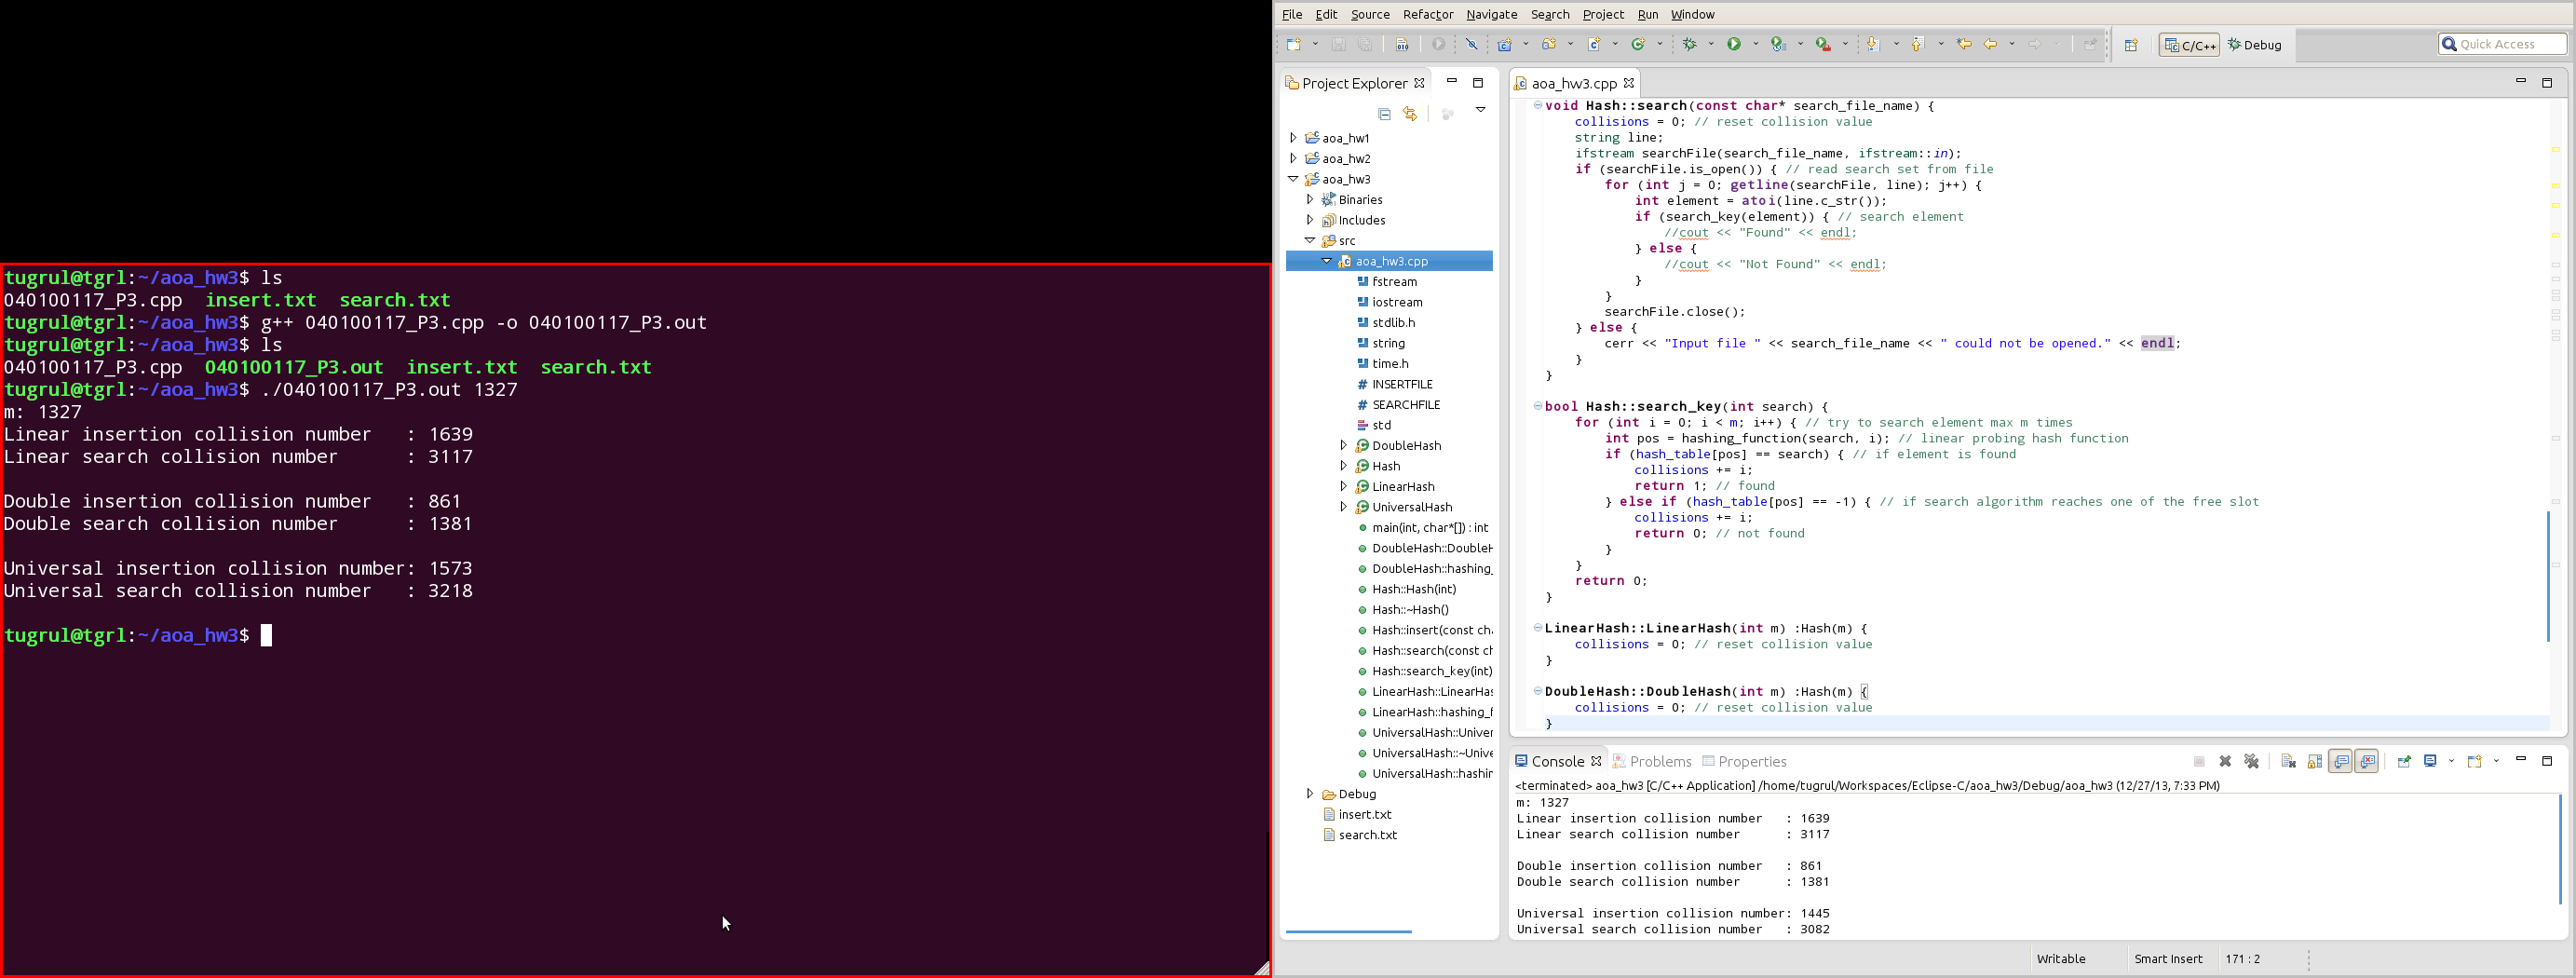 tugrul@tgrl:~/aoa_hw3$ ls
040100117_P3.cpp  insert.txt  search.txt
tugrul@tgrl:~/aoa_hw3$ g++ 040100117_P3.cpp -o 040100117_P3.out
tugrul@tgrl:~/aoa_hw3$ ls
040100117_P3.cpp  040100117_P3.out  insert.txt  search.txt
tugrul@tgrl:~/aoa_hw3$ ./040100117_P3.out 1327
m: 1327
Linear insertion collision number   : 1639
Linear search collision number      : 3117
Double insertion collision number   : 861
Double search collision number      : 1381
Universal insertion collision number: 1573
Universal search collision number   : 3218
tugrul@tgrl:~/aoa_hw3$
File Edit Source Refactor Navigate Search Project Run Window
C/C++ Debug Quick Access
Project Explorer
aoa_hw1
aoa_hw2
aoa_hw3
Binaries
Includes
src
aoa_hw3.cpp
fstream
iostream
stdlib.h
string
time.h
INSERTFILE
SEARCHFILE
std
DoubleHash
Hash
LinearHash
UniversalHash
main(int, char*[]) : int
DoubleHash::DoubleH
DoubleHash::hashing_
Hash::Hash(int)
Hash::~Hash()
Hash::insert(const cha
Hash::search(const ch
Hash::search_key(int)
LinearHash::LinearHas
LinearHash::hashing_f
UniversalHash::Univer
UniversalHash::~Unive
UniversalHash::hashin
Debug
insert.txt
search.txt
aoa_hw3.cpp
void Hash::search(const char* search_file_name) {
    collisions = 0; // reset collision value
    string line;
    ifstream searchFile(search_file_name, ifstream::in);
    if (searchFile.is_open()) { // read search set from file
        for (int j = 0; getline(searchFile, line); j++) {
            int element = atoi(line.c_str());
            if (search_key(element)) { // search element
                //cout << "Found" << endl;
            } else {
                //cout << "Not Found" << endl;
            }
        }
        searchFile.close();
    } else {
        cerr << "Input file " << search_file_name << " could not be opened." << endl;
    }
}
bool Hash::search_key(int search) {
    for (int i = 0; i < m; i++) { // try to search element max m times
        int pos = hashing_function(search, i); // linear probing hash function
        if (hash_table[pos] == search) { // if element is found
            collisions += i;
            return 1; // found
        } else if (hash_table[pos] == -1) { // if search algorithm reaches one of the free slot
            collisions += i;
            return 0; // not found
        }
    }
    return 0;
}
LinearHash::LinearHash(int m) :Hash(m) {
    collisions = 0; // reset collision value
}
DoubleHash::DoubleHash(int m) :Hash(m) {
    collisions = 0; // reset collision value
}
Console Problems Properties
<terminated> aoa_hw3 [C/C++ Application] /home/tugrul/Workspaces/Eclipse-C/aoa_hw3/Debug/aoa_hw3 (12/27/13, 7:33 PM)
m: 1327
Linear insertion collision number   : 1639
Linear search collision number      : 3117
Double insertion collision number   : 861
Double search collision number      : 1381
Universal insertion collision number: 1445
Universal search collision number   : 3082
Writable Smart Insert 171 : 2